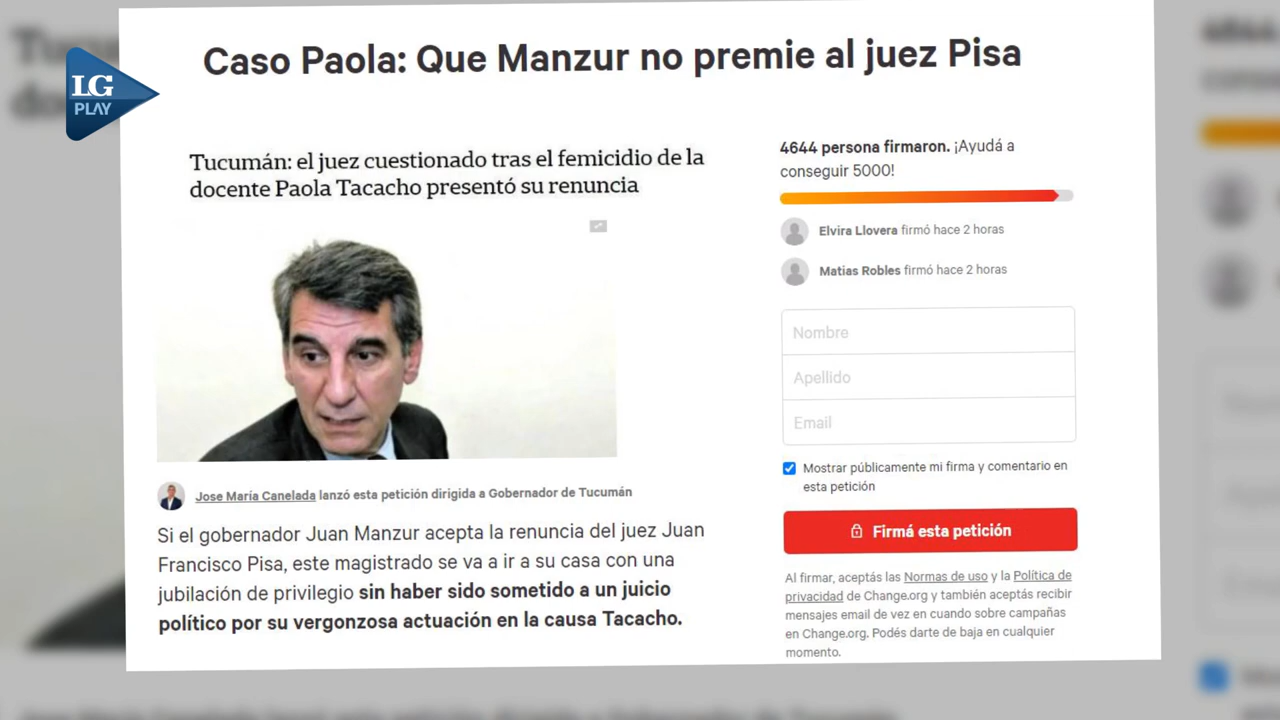 LG
PLAY
Caso Paola: Que Manzur no premie al juez Pisa
Tucumán: el juez cuestionado tras el femicidio de la
docente Paola Tacacho presentó su renuncia
Jose María Canelada lanzó esta petición dirigida a Gobernador de Tucumán
Si el gobernador Juan Manzur acepta la renuncia del juez Juan
Francisco Pisa, este magistrado se va a ir a su casa con una
jubilación de privilegio sin haber sido sometido a un juicio
político por su vergonzosa actuación en la causa Tacacho.
4644 persona firmaron. ¡Ayudá a
conseguir 5000!
Elvira Llovera firmó hace 2 horas
Matias Robles firmó hace 2 horas
Nombre
Apellido
Email
Mostrar públicamente mi firma y comentario en
esta petición
Firmá esta petición
Al firmar, aceptás las Normas de uso y la Política de
privacidad de Change.org y también aceptás recibir
mensajes email de vez en cuando sobre campañas
en Change.org. Podés darte de baja en cualquier
momento.